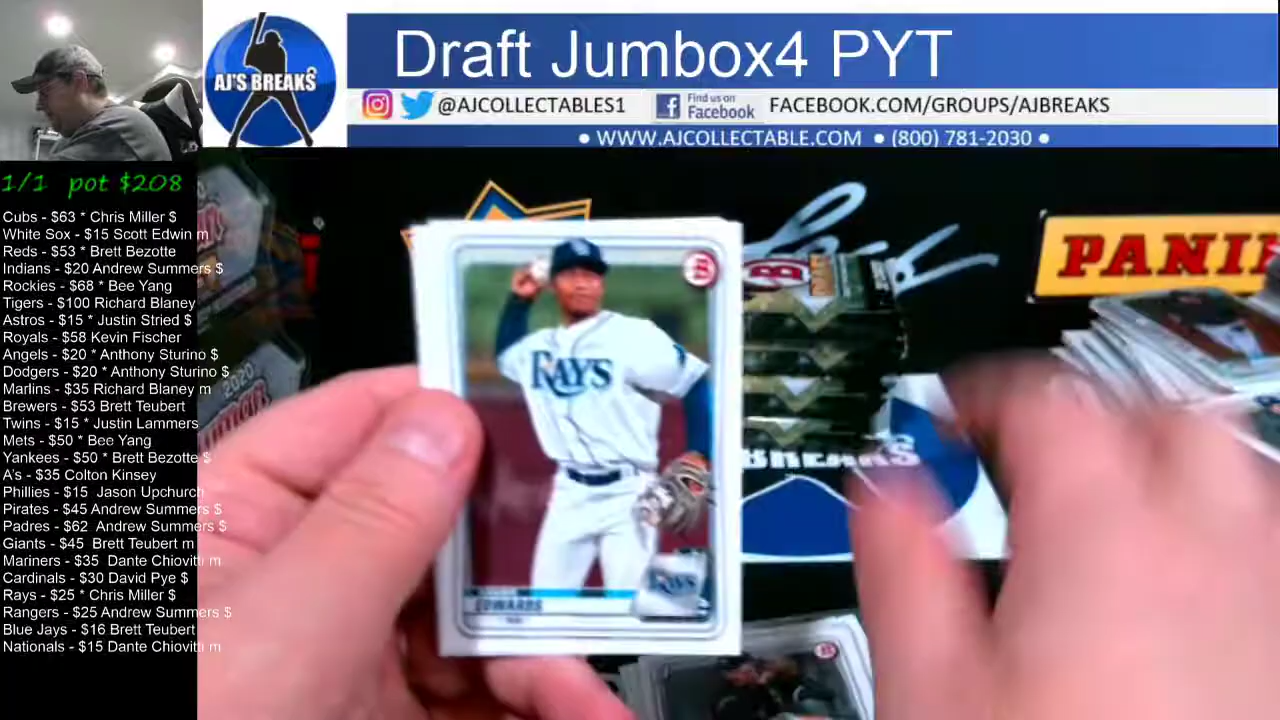 Draft Jumbox4 PYT
AJ'S BREAKS
@AJCOLLECTABLES1
Find us on
Facebook
FACEBOOK.COM/GROUPS/AJBREAKS
● WWW.AJCOLLECTABLE.COM ● (800) 781-2030 ●
1/1 pot $208
Cubs - $63 * Chris Miller $
White Sox - $15 Scott Edwin m
Reds - $53 * Brett Bezotte
Indians - $20 Andrew Summers $
Rockies - $68 * Bee Yang
Tigers - $100 Richard Blaney
Astros - $15 * Justin Stried $
Royals - $58 Kevin Fischer
Angels - $20 * Anthony Sturino $
Dodgers - $20 * Anthony Sturino $
Marlins - $35 Richard Blaney m
Brewers - $53 Brett Teubert
Twins - $15 * Justin Lammers
Mets - $50 * Bee Yang
Yankees - $50 * Brett Bezotte $
A's - $35 Colton Kinsey
Phillies - $15 Jason Upchurch
Pirates - $45 Andrew Summers $
Padres - $62 Andrew Summers $
Giants - $45 Brett Teubert m
Mariners - $35 Dante Chiovitti m
Cardinals - $30 David Pye $
Rays - $25 * Chris Miller $
Rangers - $25 Andrew Summers $
Blue Jays - $16 Brett Teubert
Nationals - $15 Dante Chiovitti m
PANINI
2020
B
RAYS
RAYS
EDWARDS
BREAKS